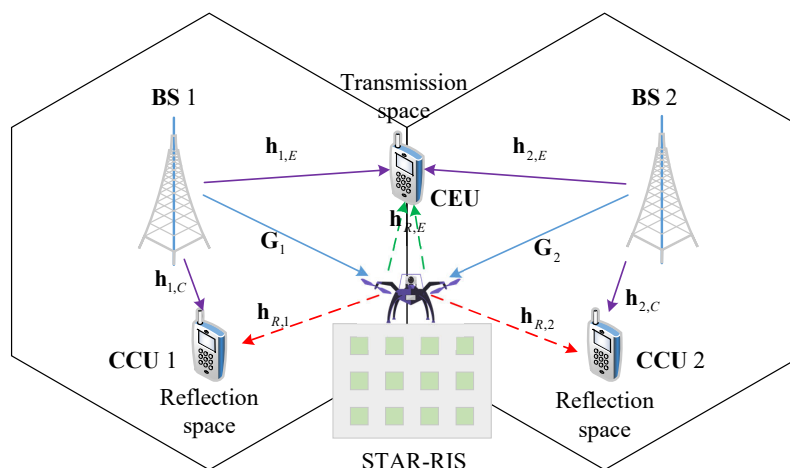 Transmission
space
BS 1
BS 2
h1,E
h2,E
CEU
hR,E
G1
G2
h1,C
h2,C
hR,1
hR,2
CCU 1
CCU 2
Reflection
space
Reflection
space
STAR-RIS